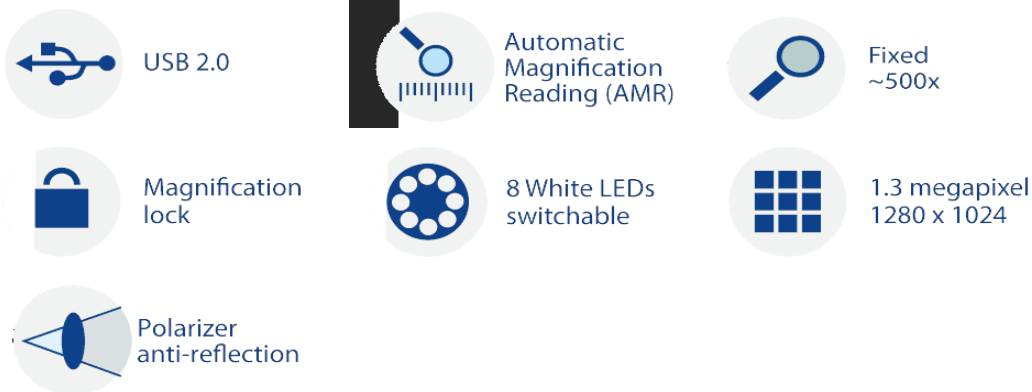 USB 2.0
Automatic
Magnification
Reading (AMR)
Fixed
~500x
Magnification
lock
8 White LEDs
switchable
1.3 megapixel
1280 x 1024
Polarizer
anti-reflection